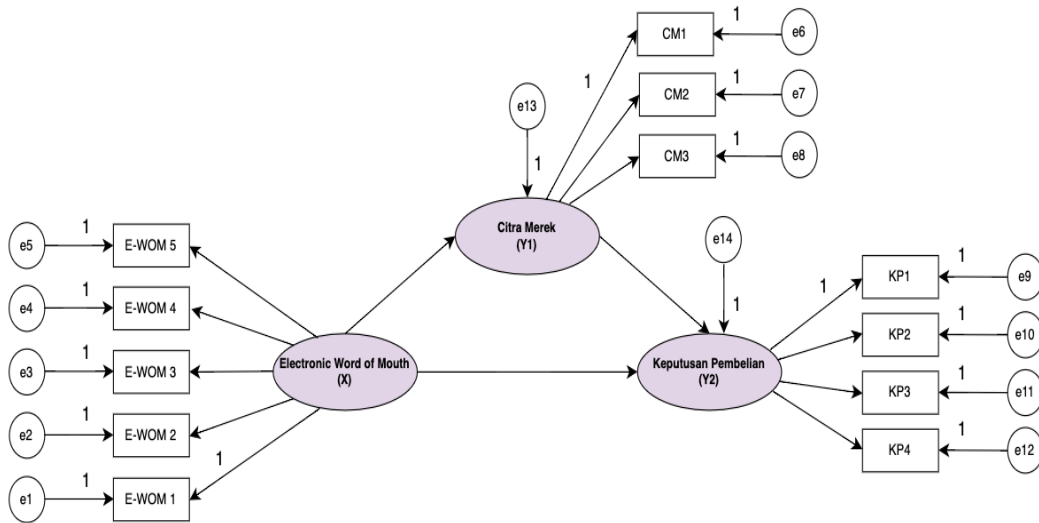 1
CM1
1
e6
1
CM2
1
e7
e13
1
CM3
1
e8
1
Citra Merek
(Y1)
e5
1
E-WOM 5
e14
1
KP1
1
e9
e4
1
E-WOM 4
1
KP2
1
e10
e3
1
E-WOM 3
Electronic Word of Mouth
(X)
Keputusan Pembelian
(Y2)
KP3
1
e11
e2
1
E-WOM 2
1
KP4
1
e12
e1
1
E-WOM 1